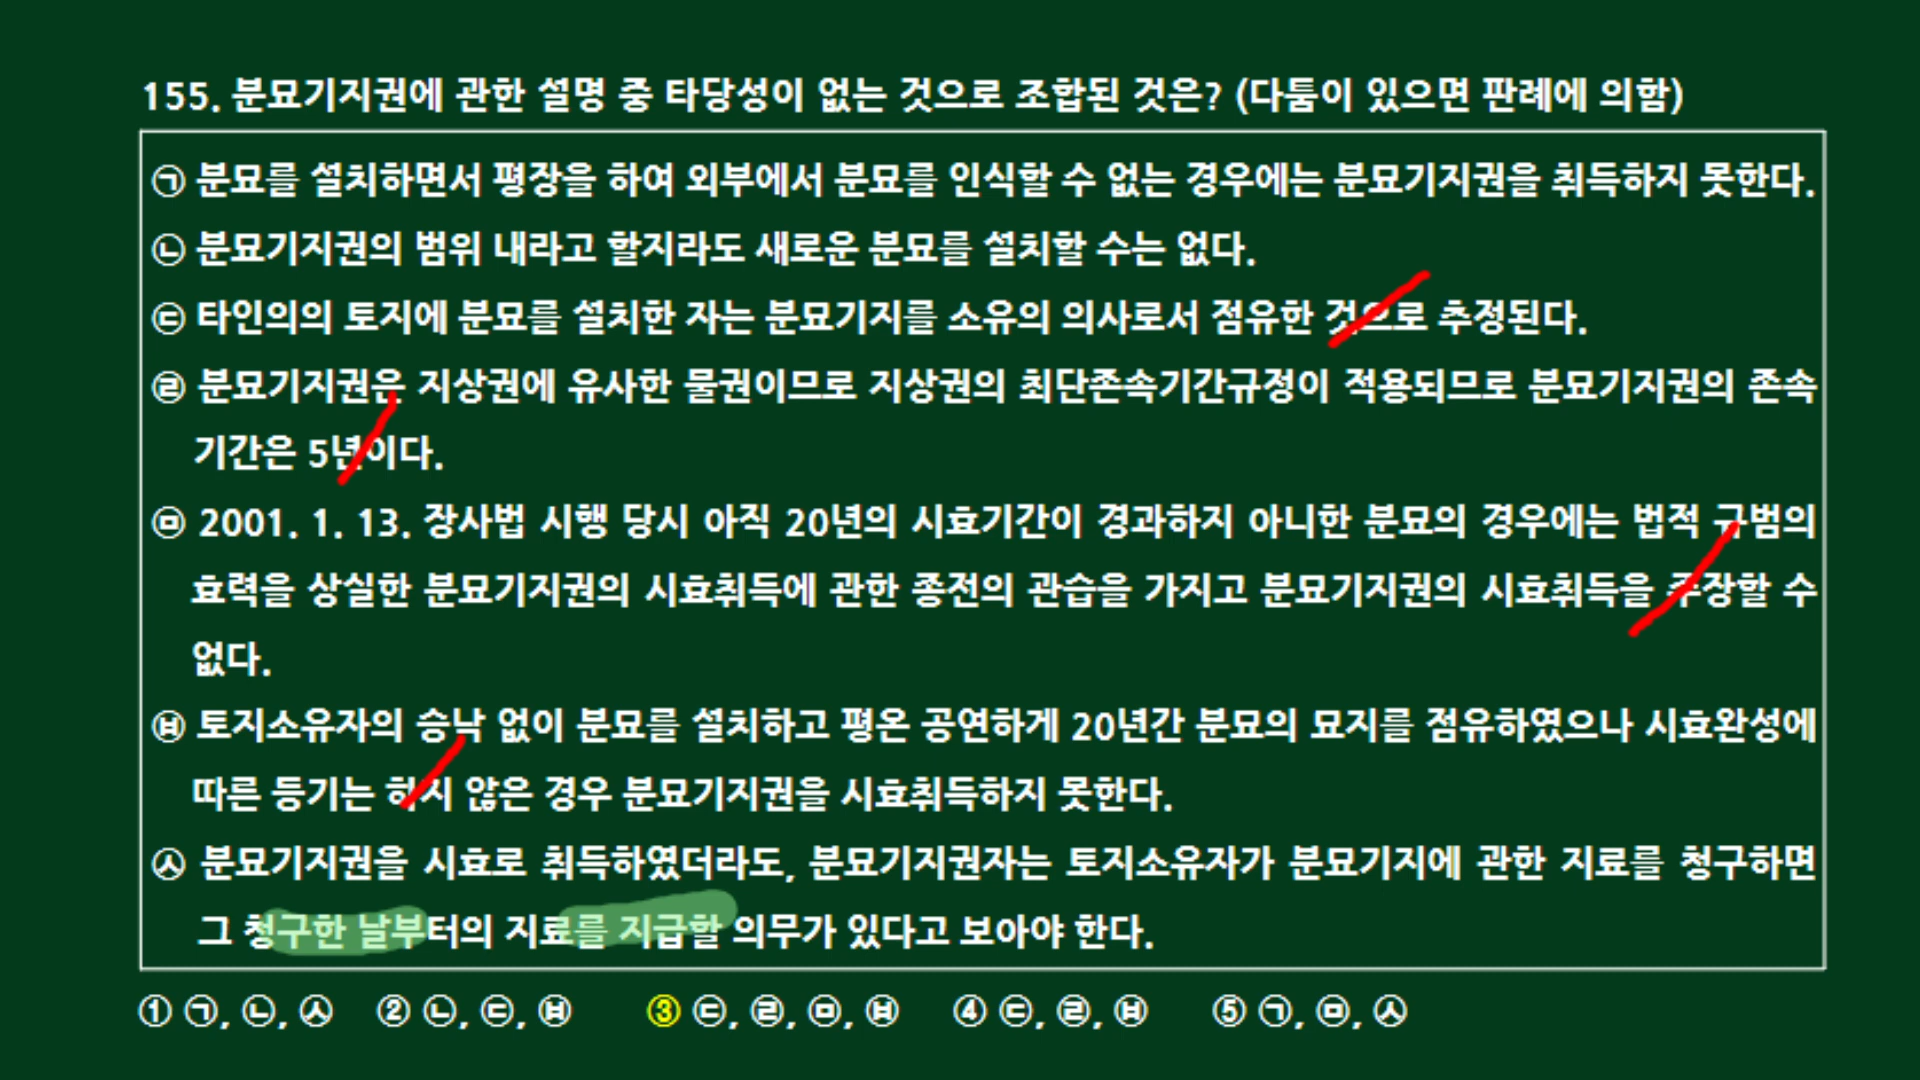 155. 분묘기지권에 관한 설명 중 타당성이 없는 것으로 조합된 것은? (다툼이 있으면 판례에 의함)
㉠ 분묘를 설치하면서 평장을 하여 외부에서 분묘를 인식할 수 없는 경우에는 분묘기지권을 취득하지 못한다.
㉡ 분묘기지권의 범위 내라고 할지라도 새로운 분묘를 설치할 수는 없다.
㉢ 타인의의 토지에 분묘를 설치한 자는 분묘기지를 소유의 의사로서 점유한 것으로 추정된다.
㉣ 분묘기지권은 지상권에 유사한 물권이므로 지상권의 최단존속기간규정이 적용되므로 분묘기지권의 존속
기간은 5년이다.
㉤ 2001. 1. 13. 장사법 시행 당시 아직 20년의 시효기간이 경과하지 아니한 분묘의 경우에는 법적 규범의
효력을 상실한 분묘기지권의 시효취득에 관한 종전의 관습을 가지고 분묘기지권의 시효취득을 주장할 수
없다.
㉥ 토지소유자의 승낙 없이 분묘를 설치하고 평온 공연하게 20년간 분묘의 묘지를 점유하였으나 시효완성에
따른 등기는 하지 않은 경우 분묘기지권을 시효취득하지 못한다.
㉦ 분묘기지권을 시효로 취득하였더라도, 분묘기지권자는 토지소유자가 분묘기지에 관한 지료를 청구하면
그 청구한 날부터의 지료를 지급할 의무가 있다고 보아야 한다.
① ㉠, ㉡, ㉦ ② ㉡, ㉢, ㉥ ③ ㉢, ㉣, ㉤, ㉥ ④ ㉢, ㉣, ㉥ ⑤ ㉠, ㉤, ㉦